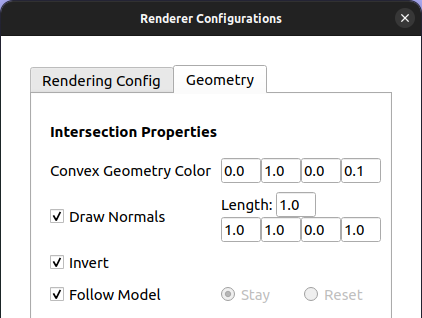 Renderer Configurations
Rendering Config Geometry
Intersection Properties
Convex Geometry Color 0.0 1.0 0.0 0.1
Length: 1.0
Draw Normals
1.0 1.0 0.0 1.0
Invert
Follow Model Stay Reset